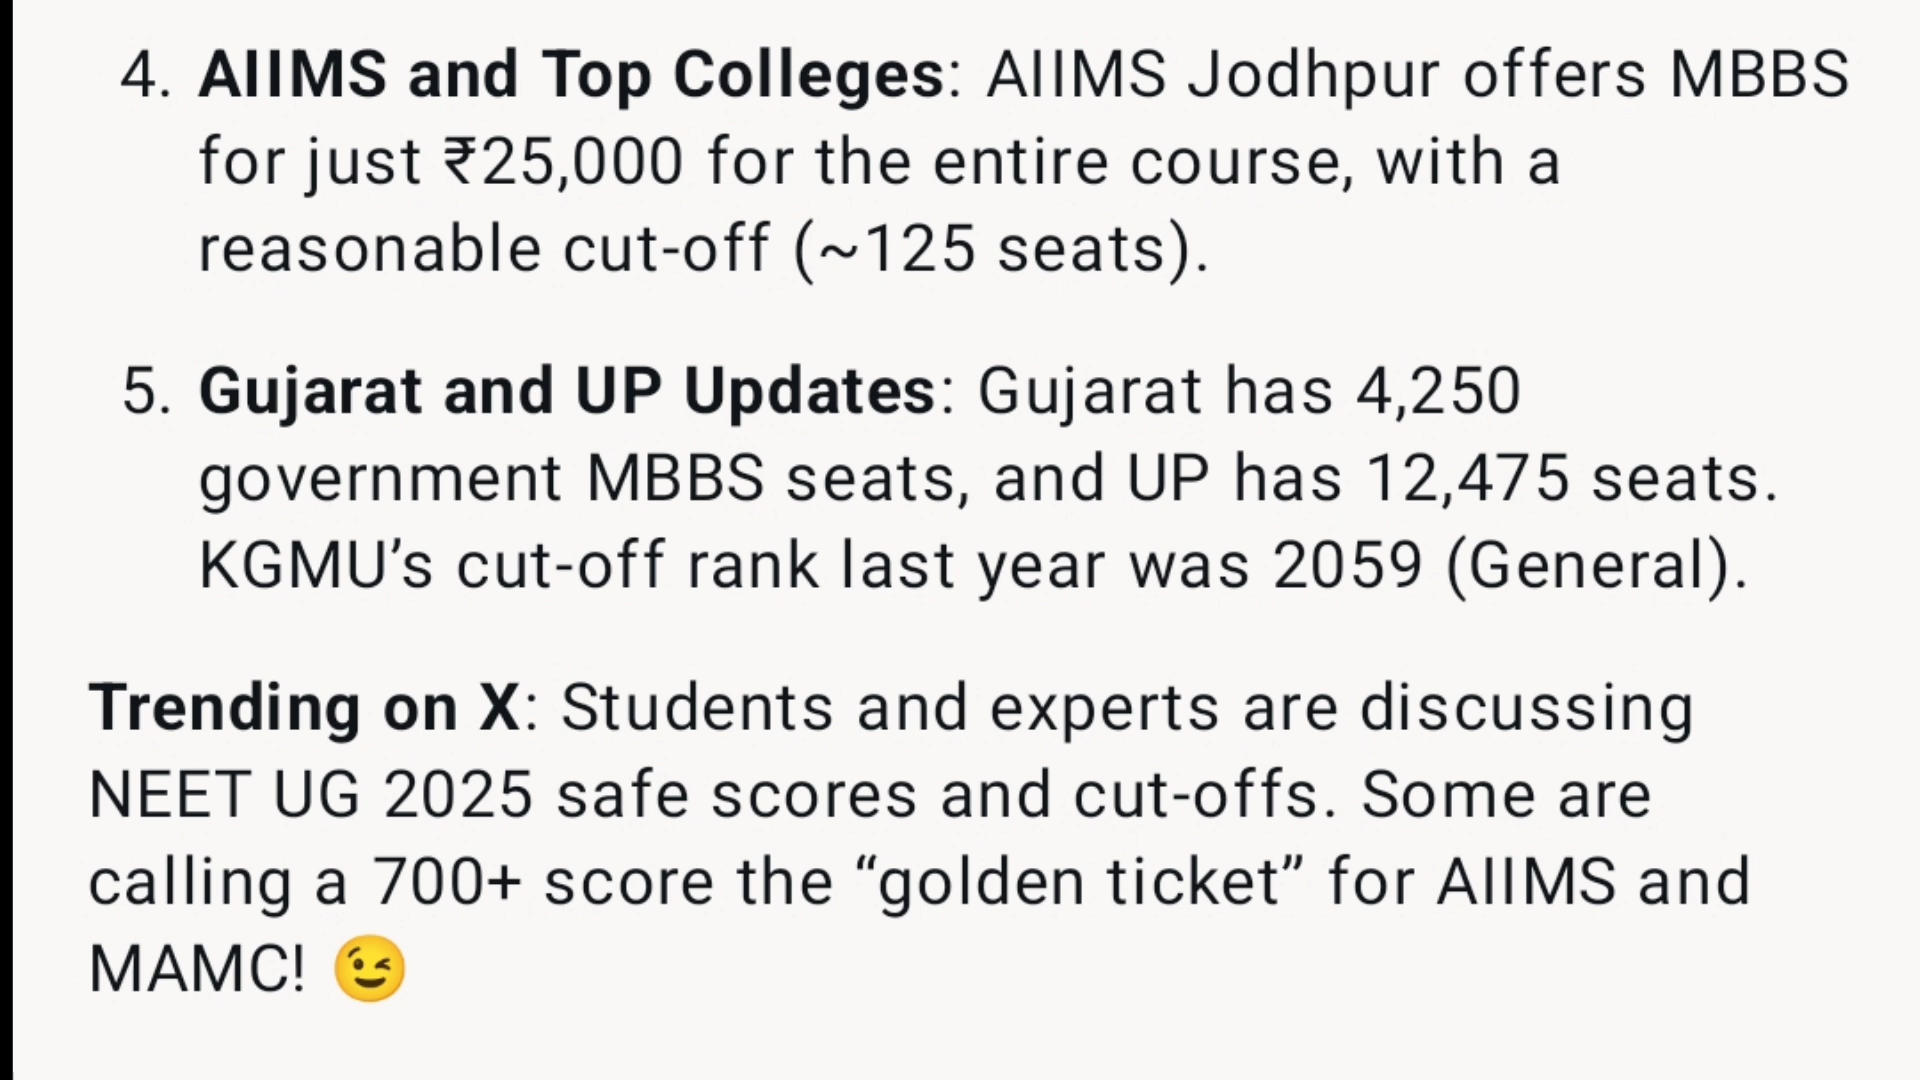 4. AIIMS and Top Colleges: AIIMS Jodhpur offers MBBS
for just ₹25,000 for the entire course, with a
reasonable cut-off (~125 seats).
5. Gujarat and UP Updates: Gujarat has 4,250
government MBBS seats, and UP has 12,475 seats.
KGMU’s cut-off rank last year was 2059 (General).
Trending on X: Students and experts are discussing
NEET UG 2025 safe scores and cut-offs. Some are
calling a 700+ score the “golden ticket” for AIIMS and
MAMC! 😉